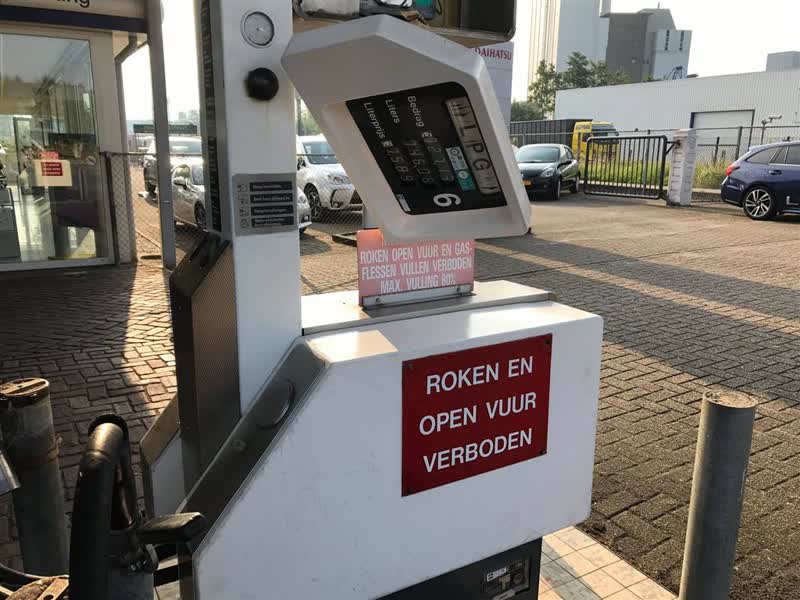 DAIHATSU
LPG
Bedrag €
Liters
Literprijs €
6
ROKEN OPEN VUUR EN GAS-
FLESSEN VULLEN VERBODEN
MAX. VULLING 80%
ROKEN EN
OPEN VUUR
VERBODEN